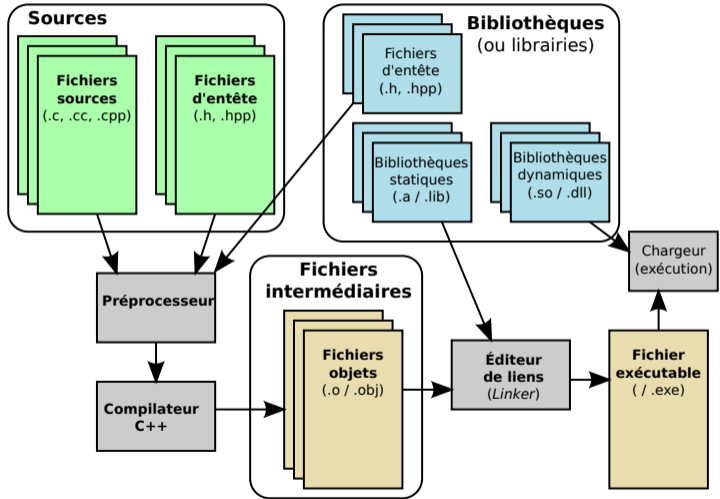 Sources
Fichiers
sources
(.c, .cc, .cpp)
Fichiers
d'entête
(.h, .hpp)
Bibliothèques
(ou librairies)
Fichiers
d'entête
(.h, .hpp)
Bibliothèques
statiques
(.a / .lib)
Bibliothèques
dynamiques
(.so / .dll)
Chargeur
(exécution)
Préprocesseur
Compilateur
C++
Fichiers
intermédiaires
Fichiers
objets
(.o / .obj)
Éditeur
de liens
(Linker)
Fichier
exécutable
( / .exe)